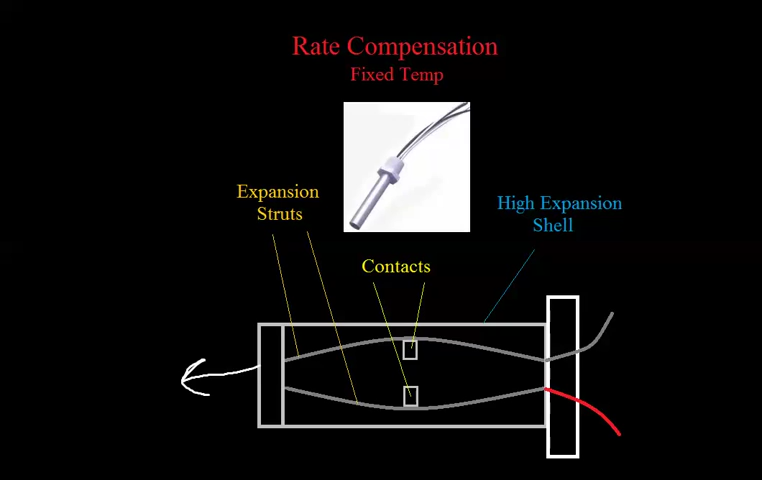 Rate Compensation
Fixed Temp
Expansion
Struts
High Expansion
Shell
Contacts